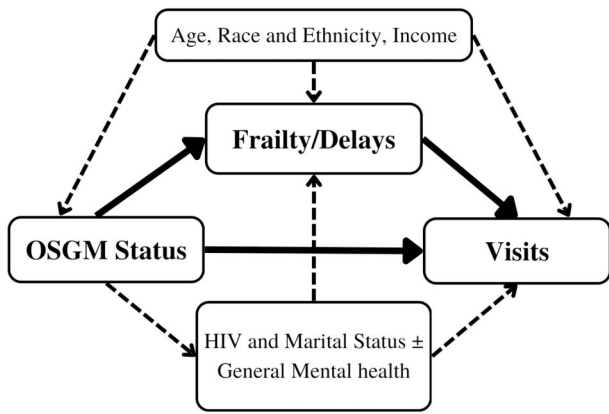 Age, Race and Ethnicity, Income
Frailty/Delays
OSGM Status
Visits
HIV and Marital Status ±
General Mental health